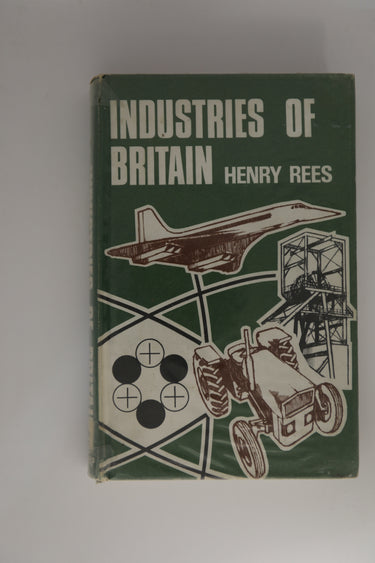 INDUSTRIES OF
BRITAIN HENRY REES